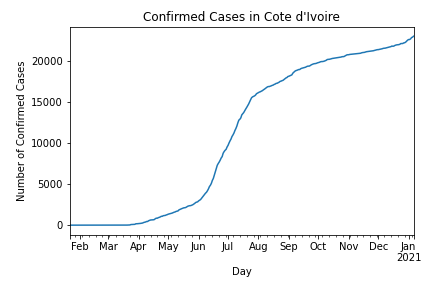 Confirmed Cases in Cote d'Ivoire
Number of Confirmed Cases
20000
15000
10000
5000
0
Feb Mar Apr May Jun Jul Aug Sep Oct Nov Dec Jan
2021
Day